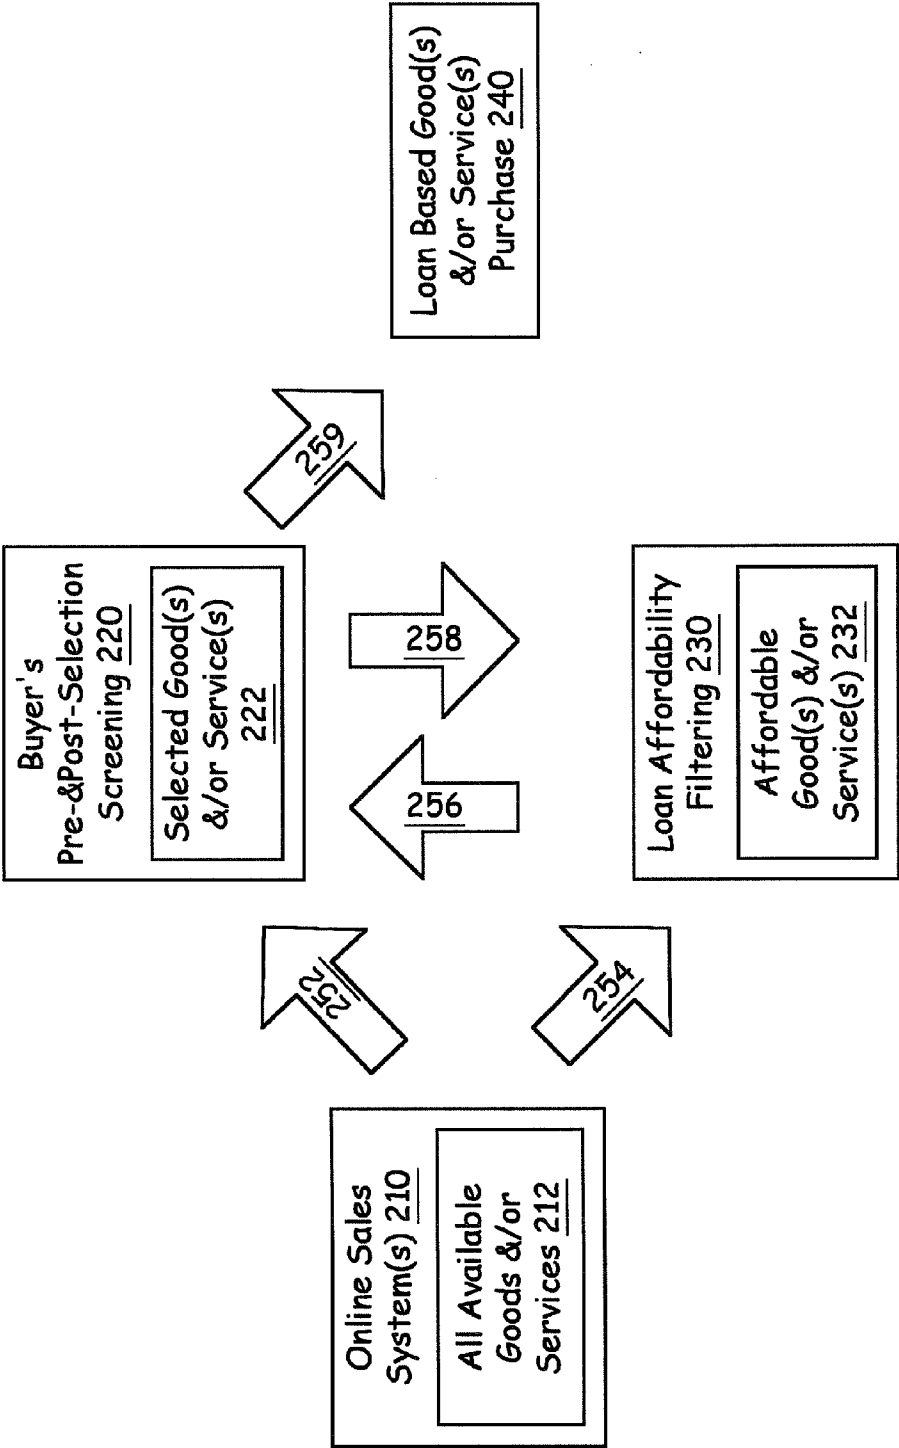 Online Sales
System(s) 210
All Available
Goods &/or
Services 212
252
254
Buyer's
Pre-&Post-Selection
Screening 220
Selected Good(s)
&/or Service(s)
222
256
258
Loan Affordability
Filtering 230
Affordable
Good(s) &/or
Service(s) 232
259
Loan Based Good(s)
&/or Service(s)
Purchase 240